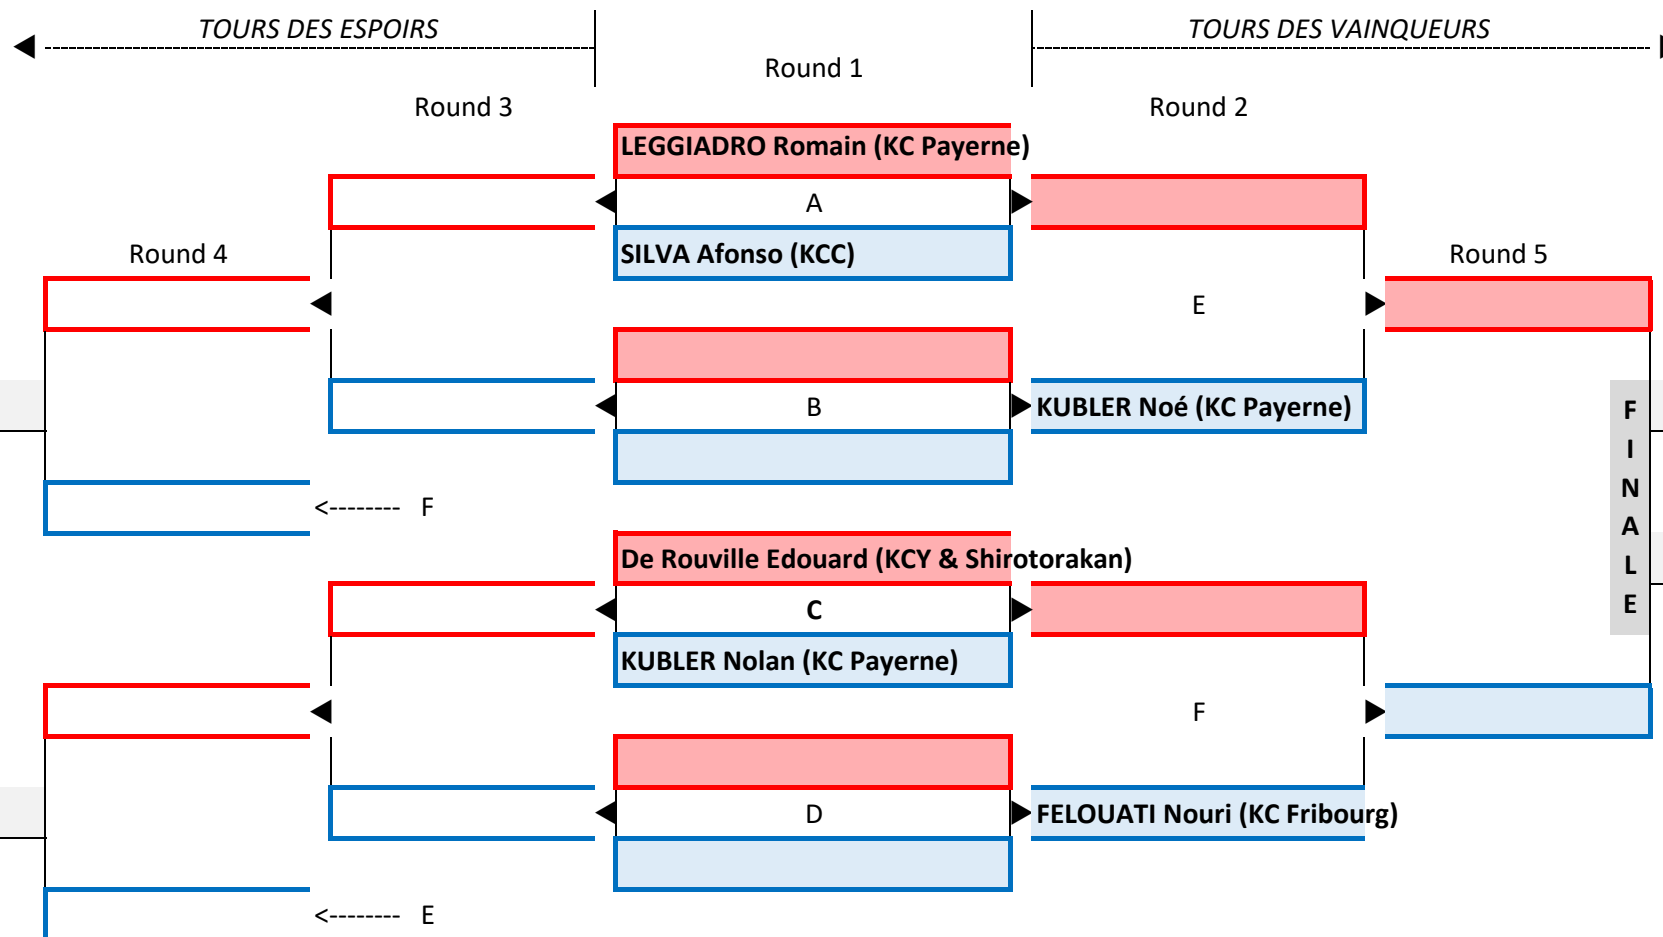 TOURS DES ESPOIRS
TOURS DES VAINQUEURS
Round 1
Round 3
Round 2
LEGGIADRO Romain (KC Payerne)
A
SILVA Afonso (KCC)
Round 4
Round 5
E
B
KUBLER Noé (KC Payerne)
F
I
N
A
L
E
<-------- F
De Rouville Edouard (KCY & Shirotorakan)
C
KUBLER Nolan (KC Payerne)
F
D
FELOUATI Nouri (KC Fribourg)
<-------- E